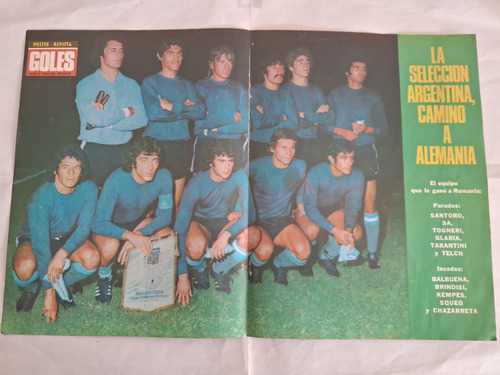 POSTER REVISTA
GOLES
LA
SELECCION
ARGENTINA,
CAMINO
A
ALEMANIA
El equipo
que le ganó a Rumania:
Parados:
SANTORO,
SA,
TOGNERI,
GLARIA,
TARANTINI
y TELCH
Incados:
BALBUENA,
BRINDISI,
KEMPES,
SQUEO
y CHAZARRETA
ARGENTINA